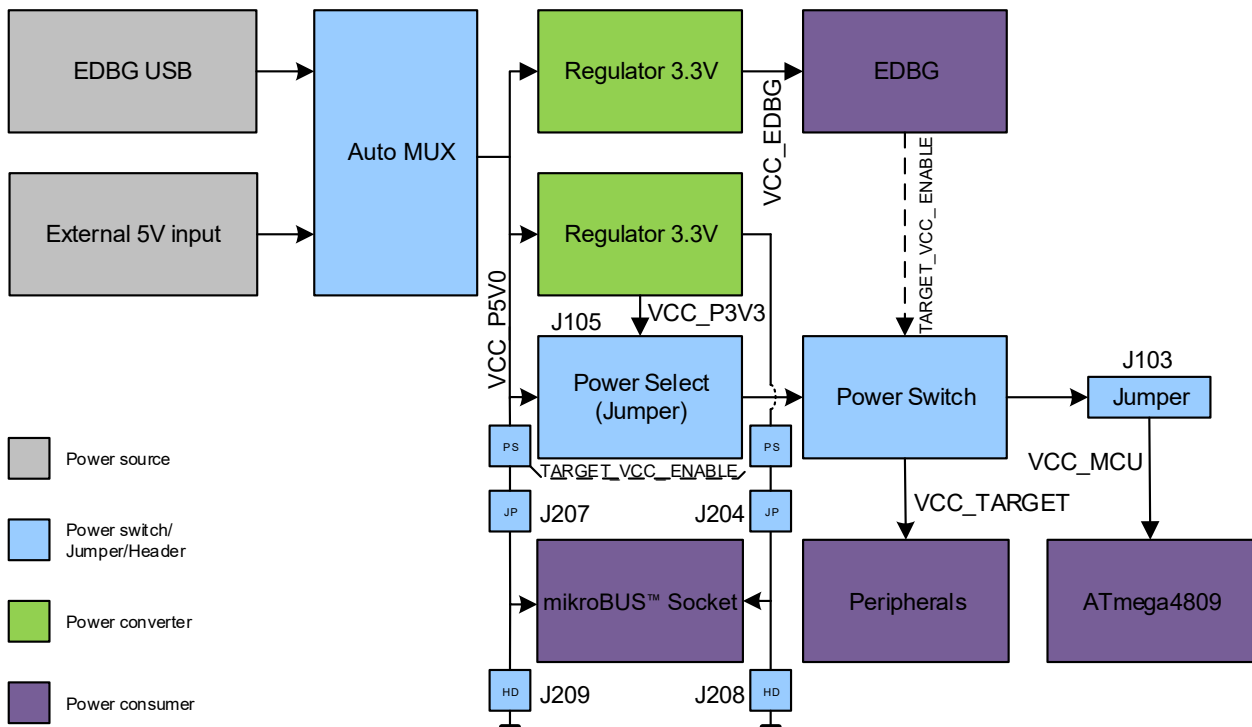 EDBG USB
Auto MUX
Regulator 3.3V
VCC_EDBG
EDBG
External 5V input
Regulator 3.3V
TARGET_VCC_ ENABLE
VCC_P5V0
J105
VCC_P3V3
Power Select
(Jumper)
Power Switch
J103
Jumper
Power source
PS
TARGET_VCC_ENABLE
PS
VCC_MCU
VCC_TARGET
Power switch/
Jumper/Header
JP
J207
J204
JP
mikroBUS™ Socket
Peripherals
ATmega4809
Power converter
HD
J209
J208
HD
Power consumer